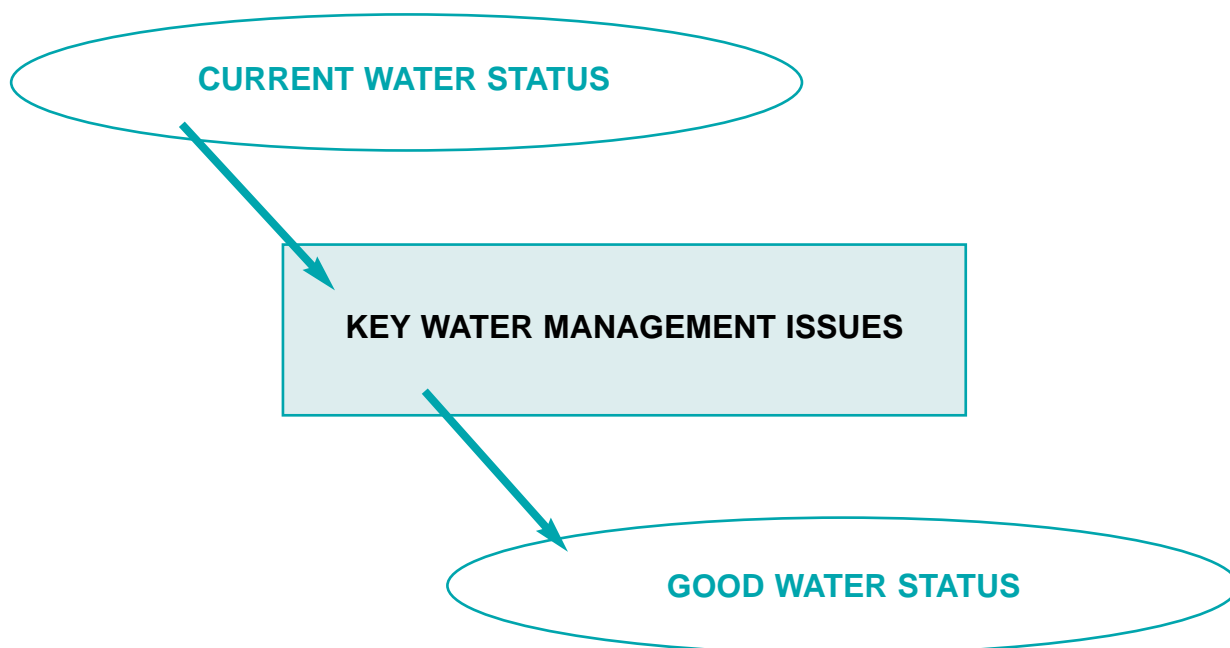 CURRENT WATER STATUS
KEY WATER MANAGEMENT ISSUES
GOOD WATER STATUS